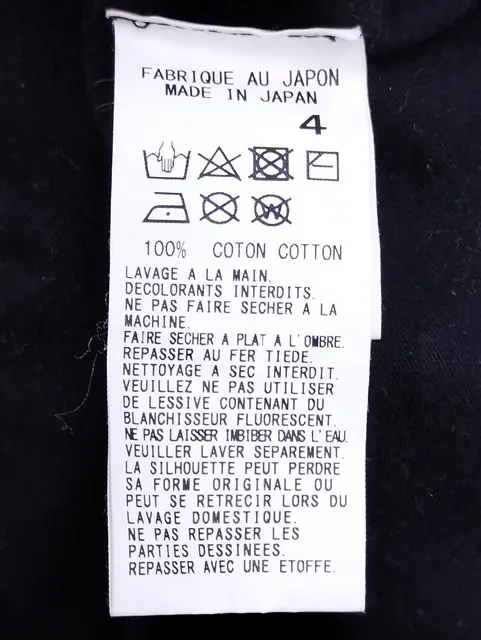 FABRIQUE AU JAPON
MADE IN JAPAN
4
100% COTON COTTON
LAVAGE A LA MAIN.
DECOLORANTS INTERDITS.
NE PAS FAIRE SECHER A LA
MACHINE.
FAIRE SECHER A PLAT A L'OMBRE.
REPASSER AU FER TIEDE.
NETTOYAGE A SEC INTERDIT.
VEUILLEZ NE PAS UTILISER
DE LESSIVE CONTENANT DU
BLANCHISSEUR FLUORESCENT.
NE PAS LAISSER IMBIBER DANS L'EAU.
VEUILLER LAVER SEPAREMENT.
LA SILHOUETTE PEUT PERDRE
SA FORME ORIGINALE OU
PEUT SE RETRECIR LORS DU
LAVAGE DOMESTIQUE.
NE PAS REPASSER LES
PARTIES DESSINEES.
REPASSER AVEC UNE ETOFFE.